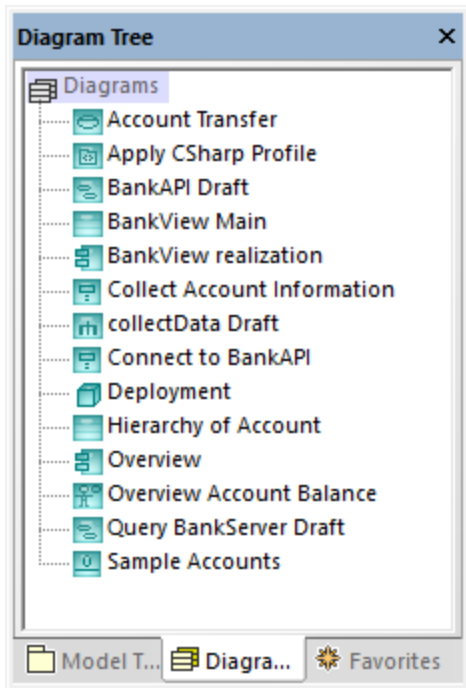 Diagram Tree
Diagrams
Account Transfer
Apply CSharp Profile
BankAPI Draft
BankView Main
BankView realization
Collect Account Information
collectData Draft
Connect to BankAPI
Deployment
Hierarchy of Account
Overview
Overview Account Balance
Query BankServer Draft
Sample Accounts
Model T... Diagra... Favorites